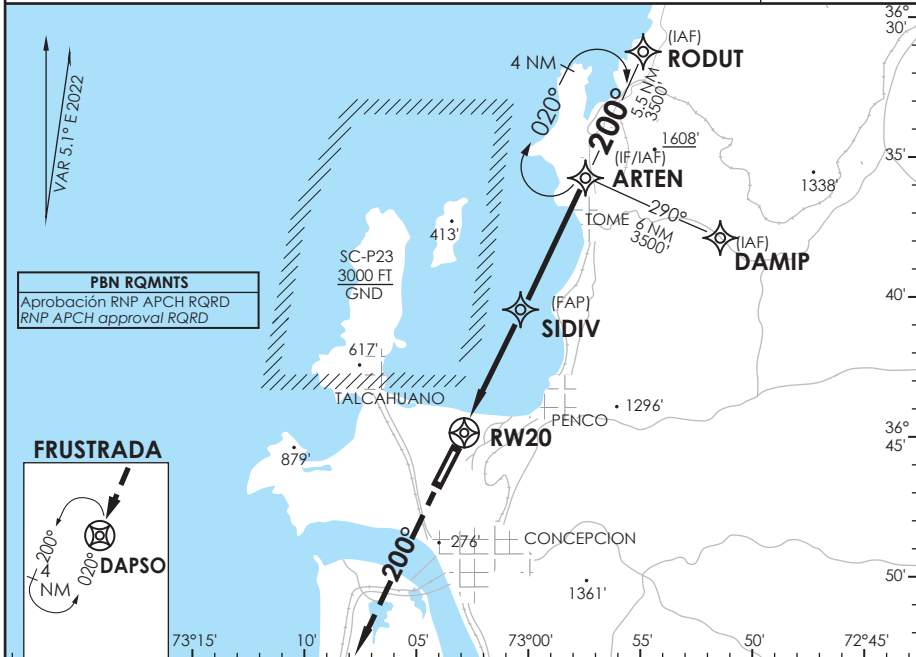 36°
30'
(IAF)
RODUT
4 NM
VAR 5.1° E 2022
020°
200°
5.5 NM
3500'
1608'
35'
(IF/IAF)
ARTEN
1338'
290°
6 NM
3500'
TOME
413'
(IAF)
DAMIP
SC-P23
3000 FT
GND
PBN RQMNTS
Aprobación RNP APCH RQRD
RNP APCH approval RQRD
40'
(FAP)
SIDIV
617'
TALCAHUANO
1296'
PENCO
36°
45'
RW20
FRUSTRADA
879'
200°
4
NM
020°
DAPSO
276'
CONCEPCION
200°
50'
1361'
73°15'
10'
05'
73°00'
55'
50'
72°45'